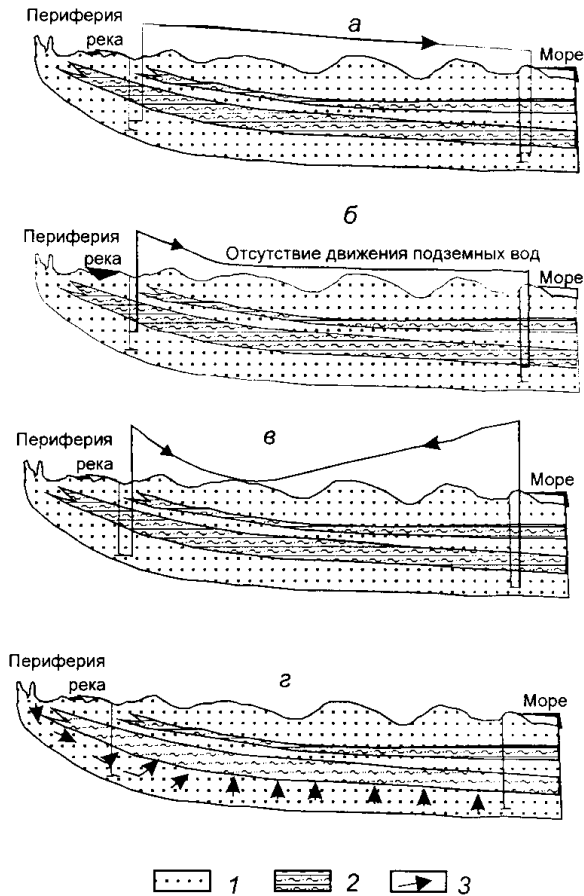 Периферия
река
а
Море
б
Периферия
река
Отсутствие движения подземных вод
Море
в
Периферия
река
Море
г
Периферия
река
Море
1 2 3